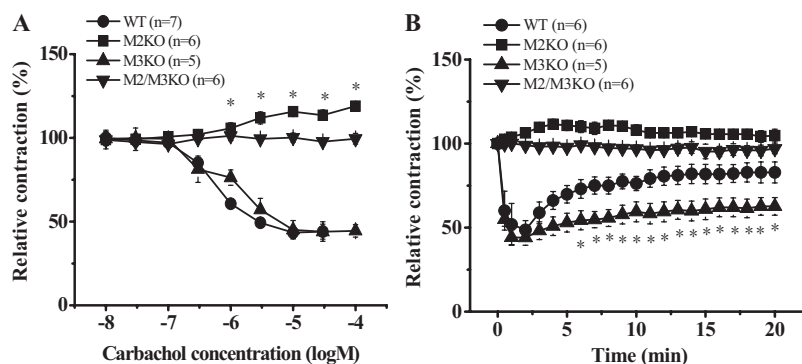 A
WT (n=7)
M2KO (n=6)
M3KO (n=5)
M2/M3KO (n=6)
Relative contraction (%)
150
100
50
0
* * * * *
-8 -7 -6 -5 -4
Carbachol concentration (logM)
B
WT (n=6)
M2KO (n=6)
M3KO (n=5)
M2/M3KO (n=6)
Relative contraction (%)
150
100
50
0
* * * * * * * * * * * * * * *
0 5 10 15 20
Time (min)